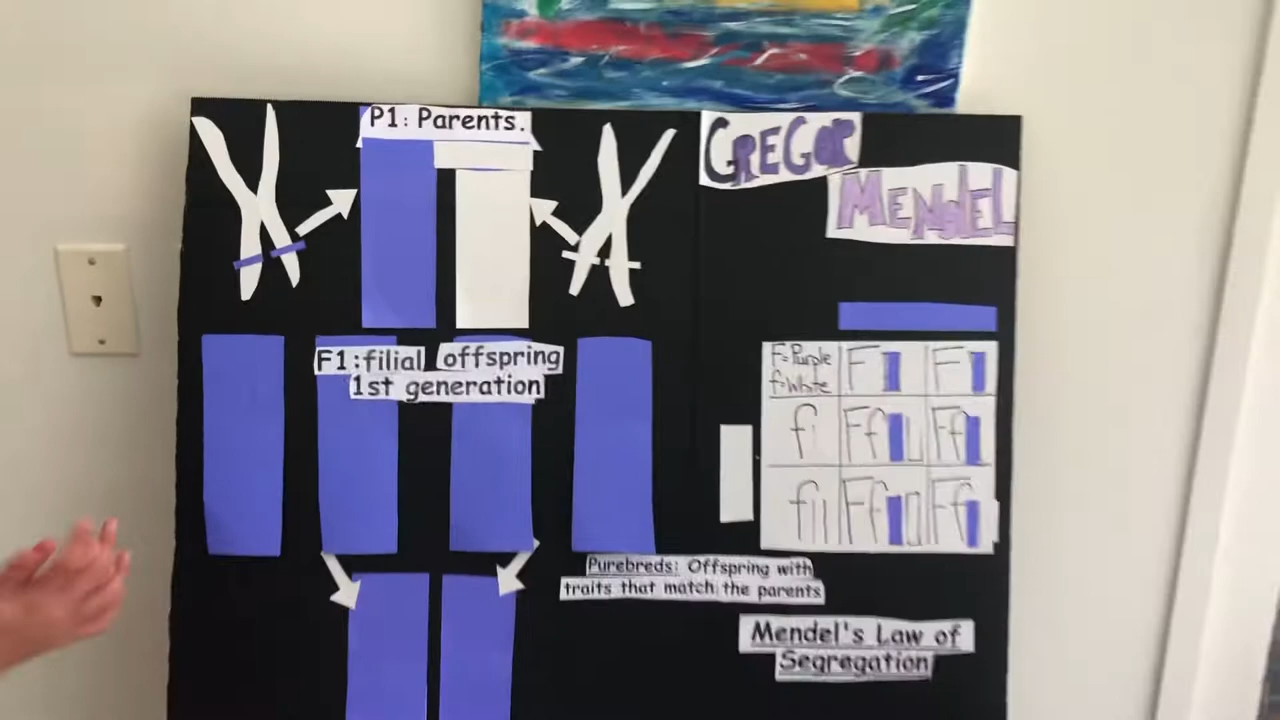 P1: Parents.
GREGOR
MENDEL
F1:filial offspring
1st generation
F=Purple
f=White
F F
f Ff Ff
f Ff Ff
Purebreds: Offspring with
traits that match the parents
Mendel's Law of
Segregation